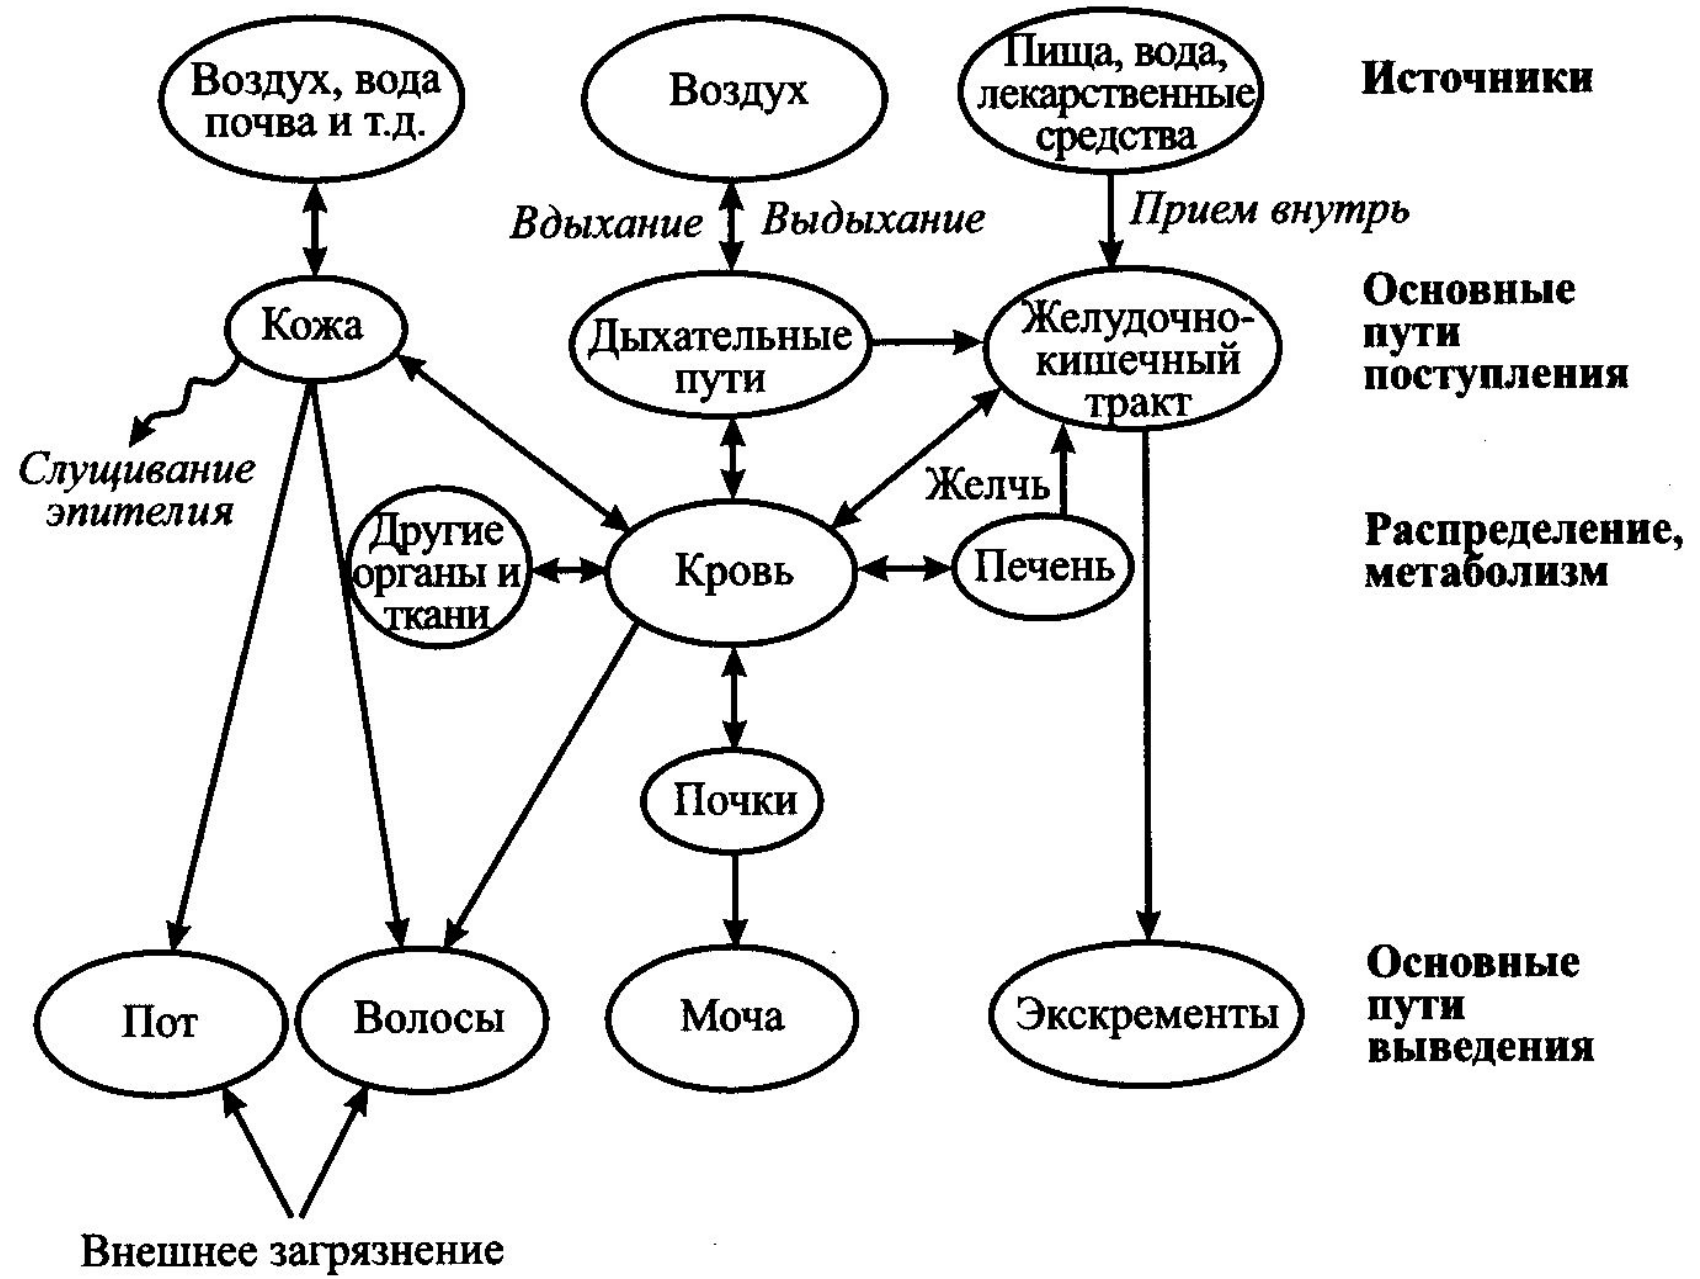 Воздух, вода
почва и т.д.
Воздух
Пища, вода,
лекарственные
средства
Источники
Вдыхание
Выдыхание
Прием внутрь
Кожа
Дыхательные
пути
Желудочно-
кишечный
тракт
Основные
пути
поступления
Слущивание
эпителия
Другие
органы и
ткани
Кровь
Желчь
Печень
Распределение,
метаболизм
Почки
Пот
Волосы
Моча
Экскременты
Основные
пути
выведения
Внешнее загрязнение